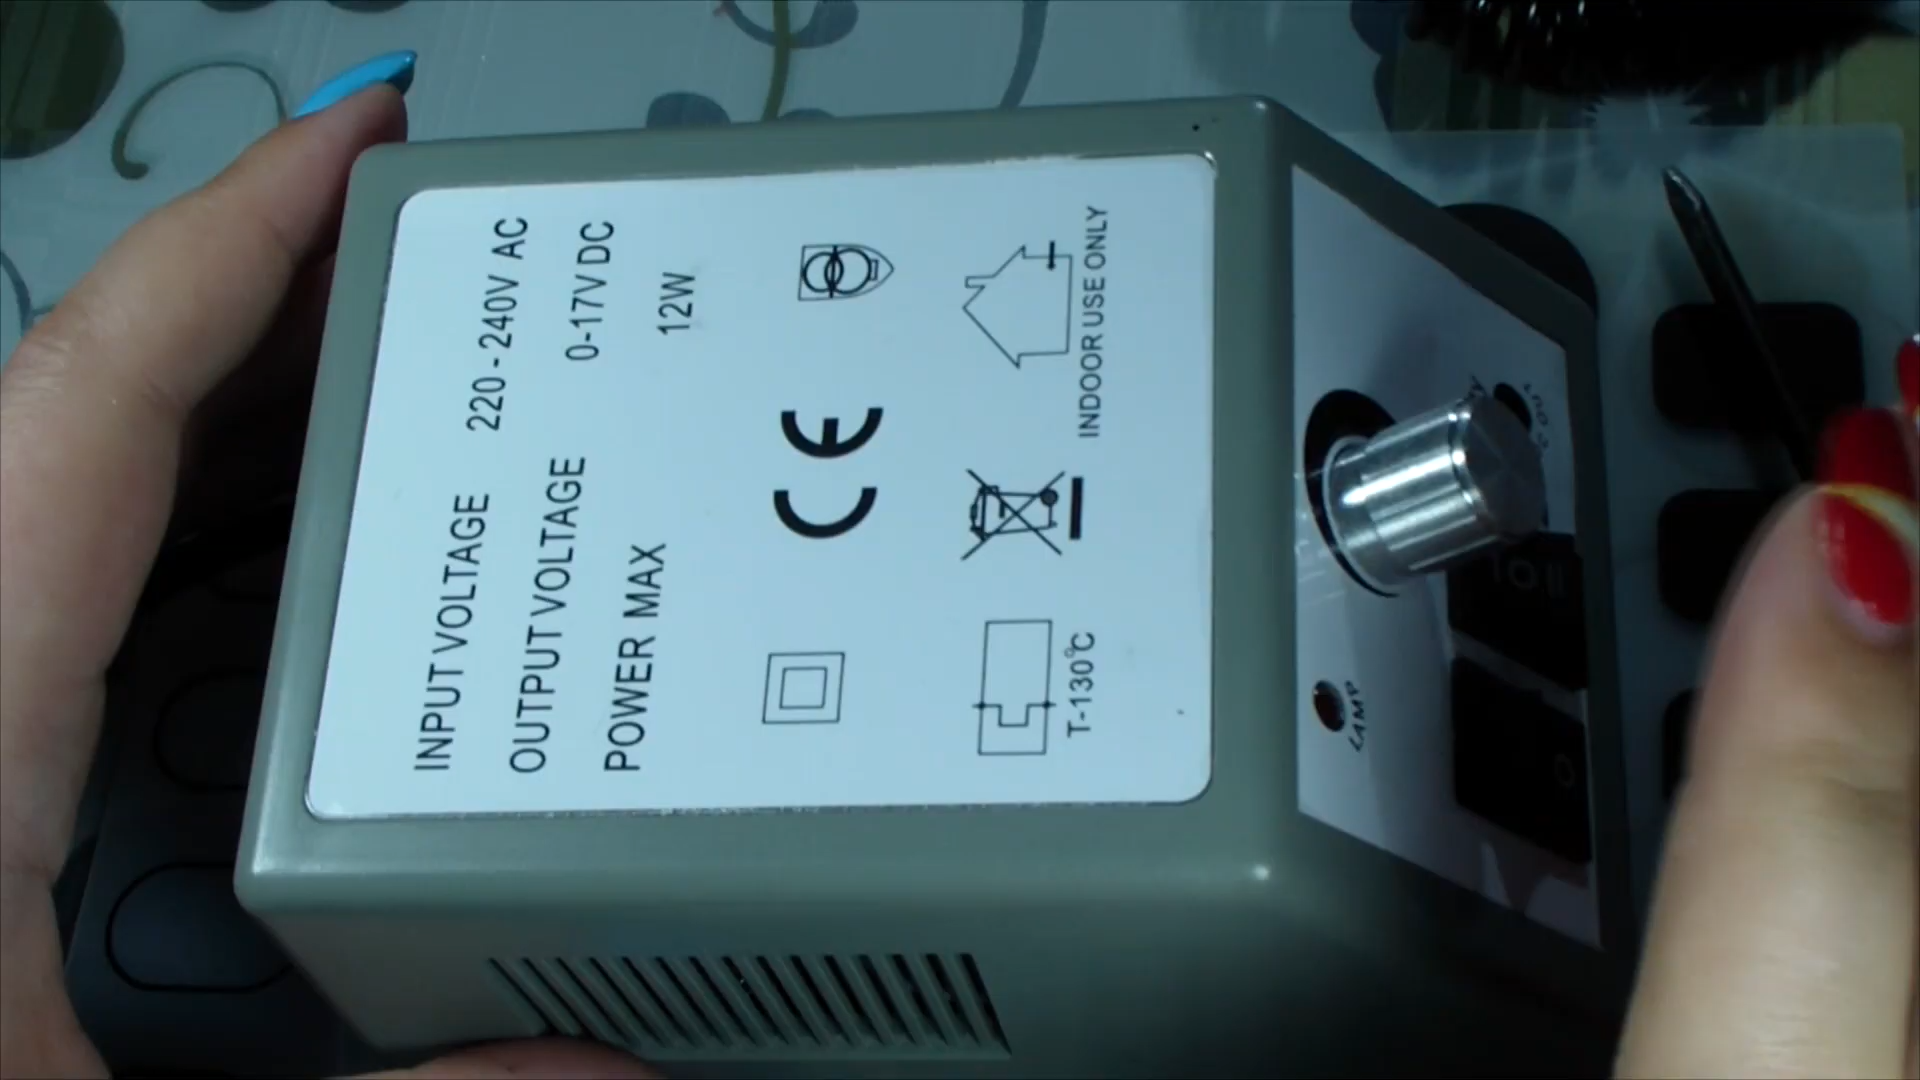 INPUT VOLTAGE 220 - 240V AC
OUTPUT VOLTAGE 0-17V DC
POWER MAX 12W
CE
T-130℃
INDOOR USE ONLY
LAMP